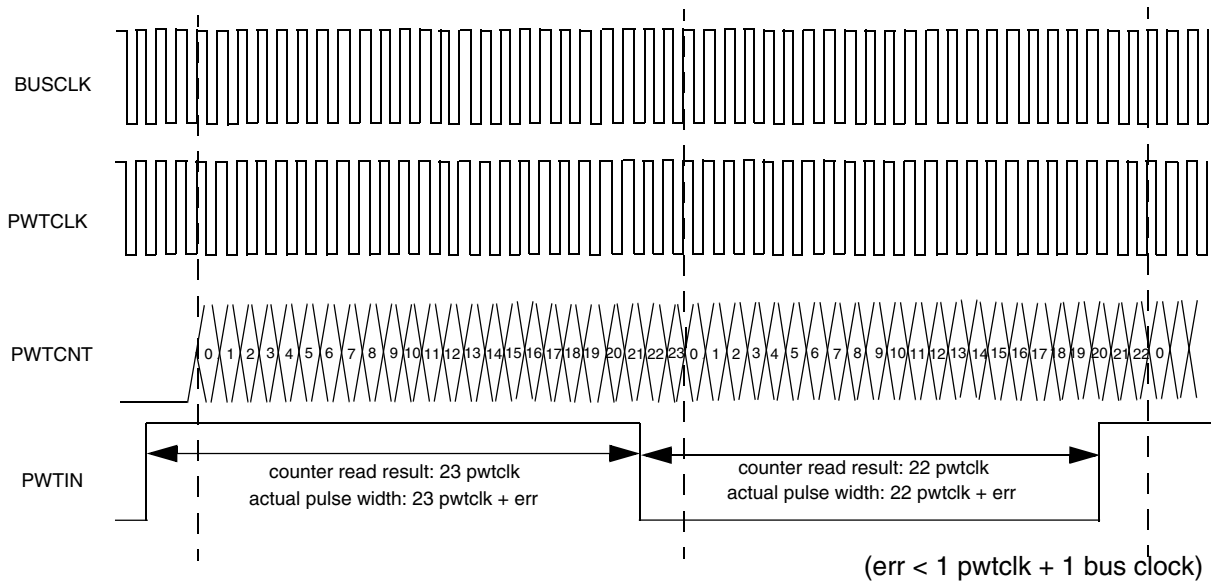 BUSCLK
PWTCLK
PWTCNT
0 1 2 3 4 5 6 7 8 9 10 11 12 13 14 15 16 17 18 19 20 21 22 23 0 1 2 3 4 5 6 7 8 9 10 11 12 13 14 15 16 17 18 19 20 21 22 0
PWTIN
counter read result: 23 pwtclk
actual pulse width: 23 pwtclk + err
counter read result: 22 pwtclk
actual pulse width: 22 pwtclk + err
(err < 1 pwtclk + 1 bus clock)